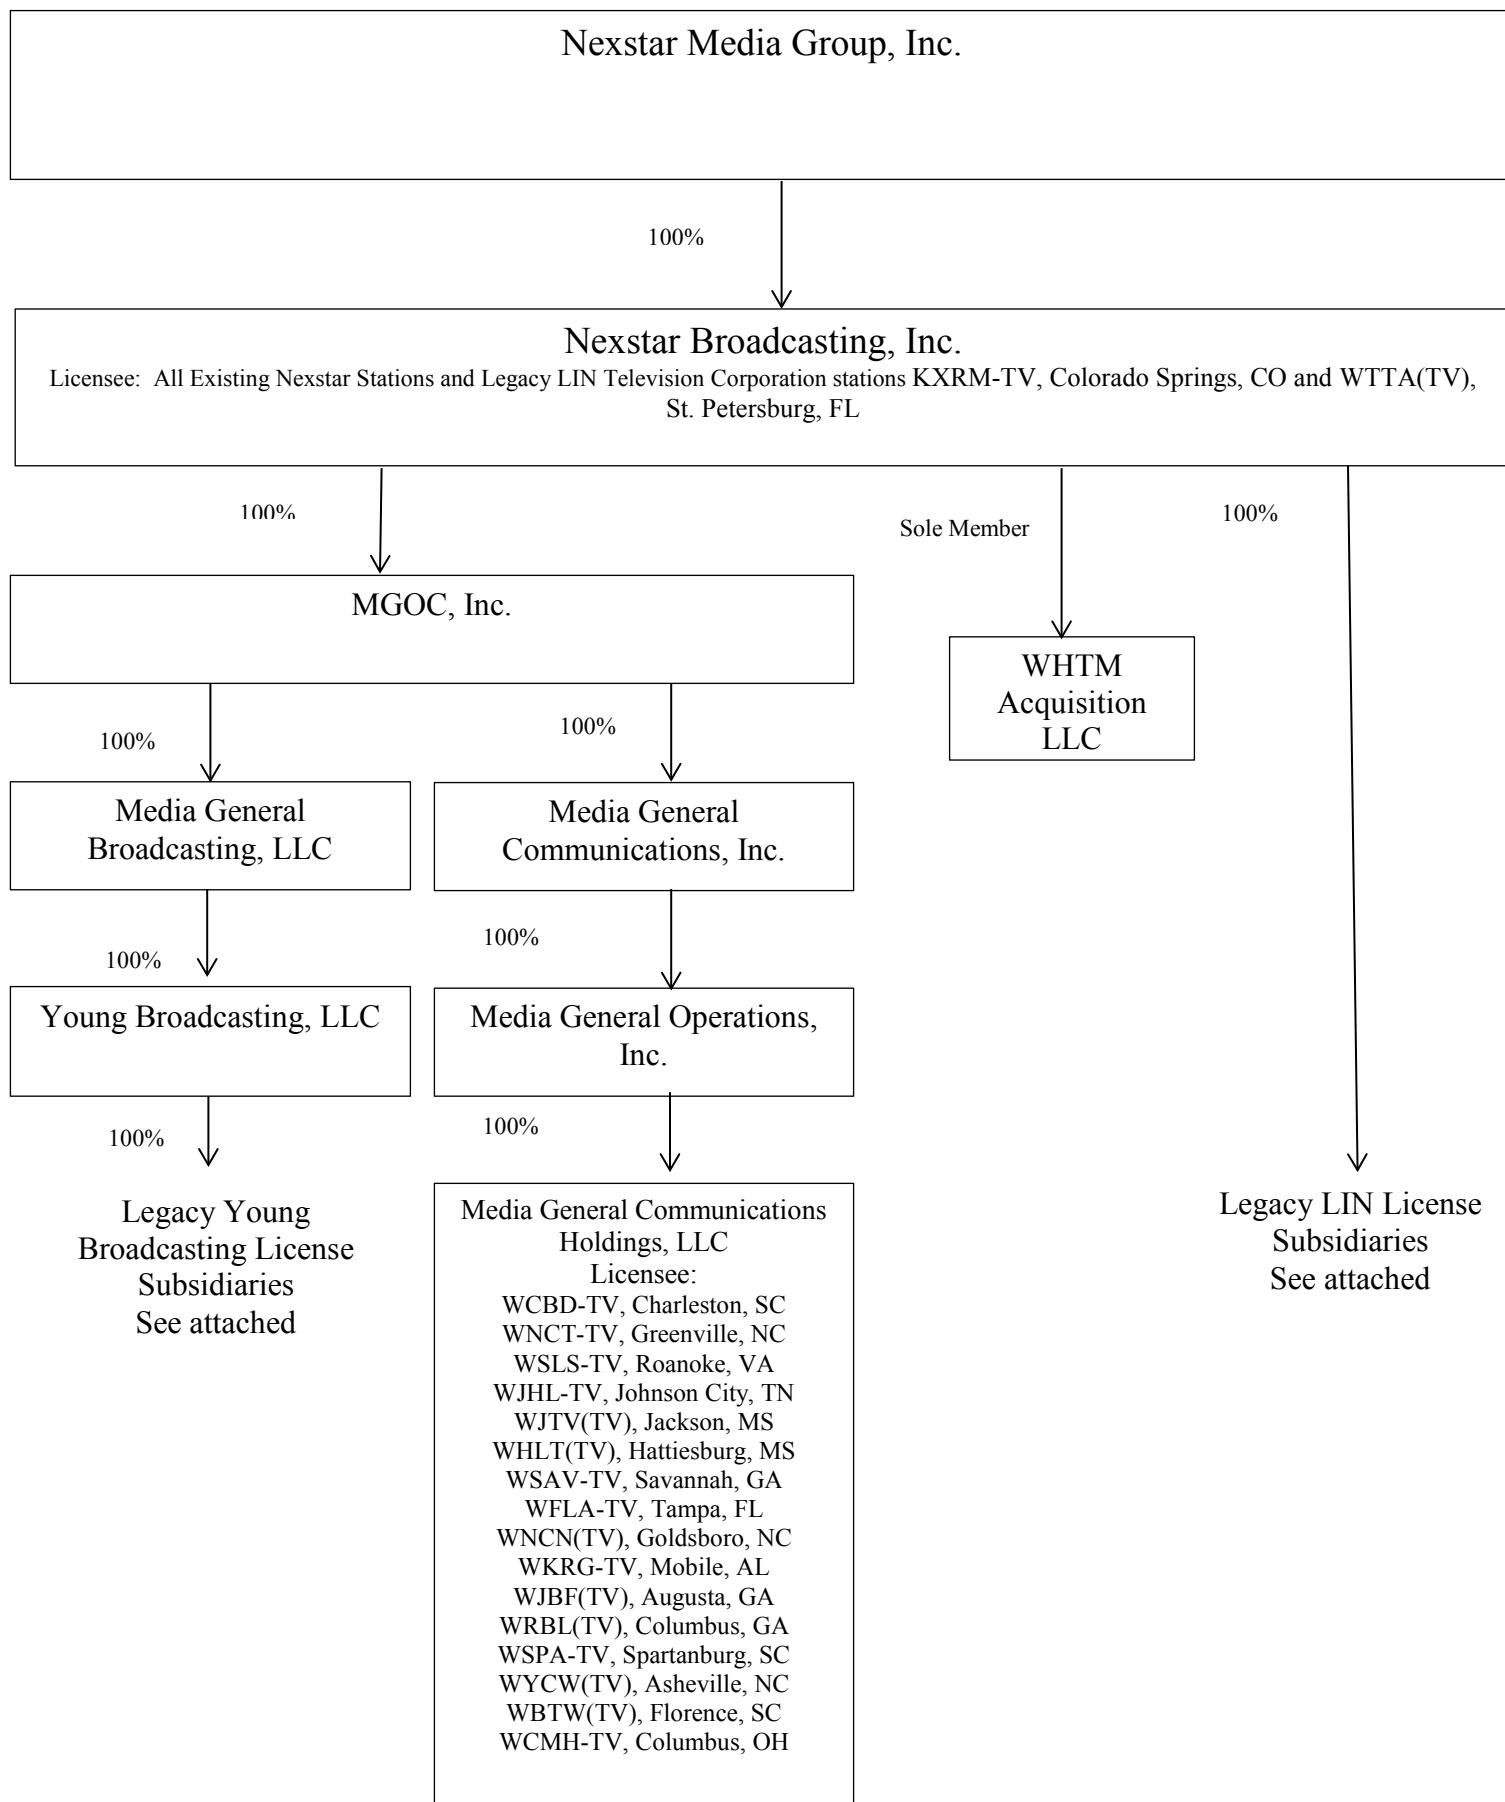 Nexstar Media Group, Inc.
100%
Nexstar Broadcasting, Inc.
Licensee: All Existing Nexstar Stations and Legacy LIN Television Corporation stations KXRM-TV, Colorado Springs, CO and WTTA(TV),
St. Petersburg, FL
100%
Sole Member
100%
MGOC, Inc.
WHTM
Acquisition
LLC
100%
100%
Media General
Broadcasting, LLC
Media General
Communications, Inc.
100%
100%
Young Broadcasting, LLC
Media General Operations,
Inc.
100%
100%
Legacy Young
Broadcasting License
Subsidiaries
See attached
Media General Communications
Holdings, LLC
Licensee:
WCBD-TV, Charleston, SC
WNCT-TV, Greenville, NC
WSLS-TV, Roanoke, VA
WJHL-TV, Johnson City, TN
WJTV(TV), Jackson, MS
WHLT(TV), Hattiesburg, MS
WSAV-TV, Savannah, GA
WFLA-TV, Tampa, FL
WNCN(TV), Goldsboro, NC
WKRG-TV, Mobile, AL
WJBF(TV), Augusta, GA
WRBL(TV), Columbus, GA
WSPA-TV, Spartanburg, SC
WYCW(TV), Asheville, NC
WBTW(TV), Florence, SC
WCMH-TV, Columbus, OH
Legacy LIN License
Subsidiaries
See attached